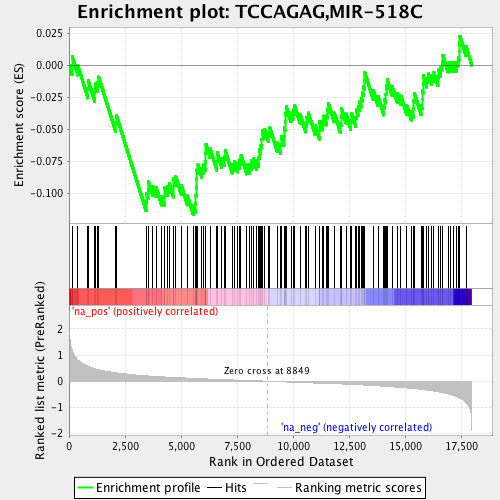 Enrichment plot: TCCAGAG,MIR-518C
Enrichment score (ES)
0.025
0.000
-0.025
-0.050
-0.075
-0.100
'na_pos' (positively correlated)
Ranked list metric (PreRanked)
2
1
0
-1
-2
Zero cross at 8849
'na_neg' (negatively correlated)
0
2,500
5,000
7,500
10,000
12,500
15,000
17,500
Rank in Ordered Dataset
Enrichment profile
Hits
Ranking metric scores